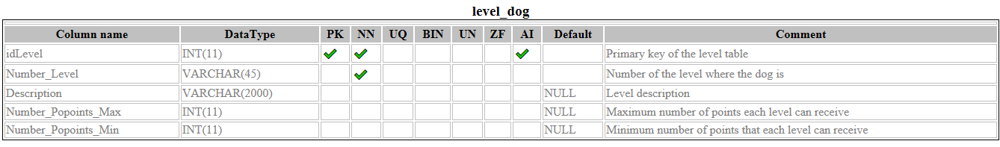 level_dog
Column name DataType PK NN UQ BIN UN ZF AI Default Comment
idLevel INT(11) Primary key of the level table
Number_Level VARCHAR(45) Number of the level where the dog is
Description VARCHAR(2000) NULL Level description
Number_Popoints_Max INT(11) NULL Maximum number of points each level can receive
Number_Popoints_Min INT(11) NULL Minimum number of points that each level can receive